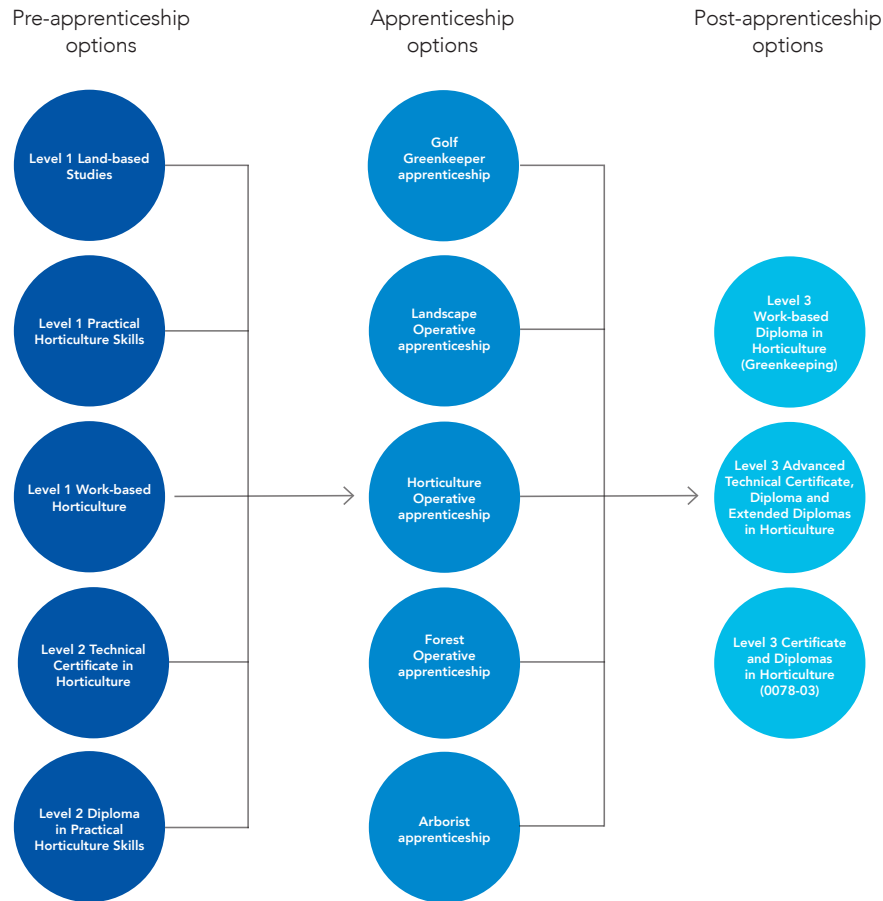 Pre-apprenticeship
options
Apprenticeship
options
Post-apprenticeship
options
Level 1 Land-based
Studies
Level 1 Practical
Horticulture Skills
Level 1 Work-based
Horticulture
Level 2 Technical
Certificate in
Horticulture
Level 2 Diploma
in Practical
Horticulture Skills
Golf
Greenkeeper
apprenticeship
Landscape
Operative
apprenticeship
Horticulture
Operative
apprenticeship
Forest
Operative
apprenticeship
Arborist
apprenticeship
Level 3
Work-based
Diploma in
Horticulture
(Greenkeeping)
Level 3 Advanced
Technical Certificate,
Diploma and
Extended Diplomas
in Horticulture
Level 3 Certificate
and Diplomas
in Horticulture
(0078-03)